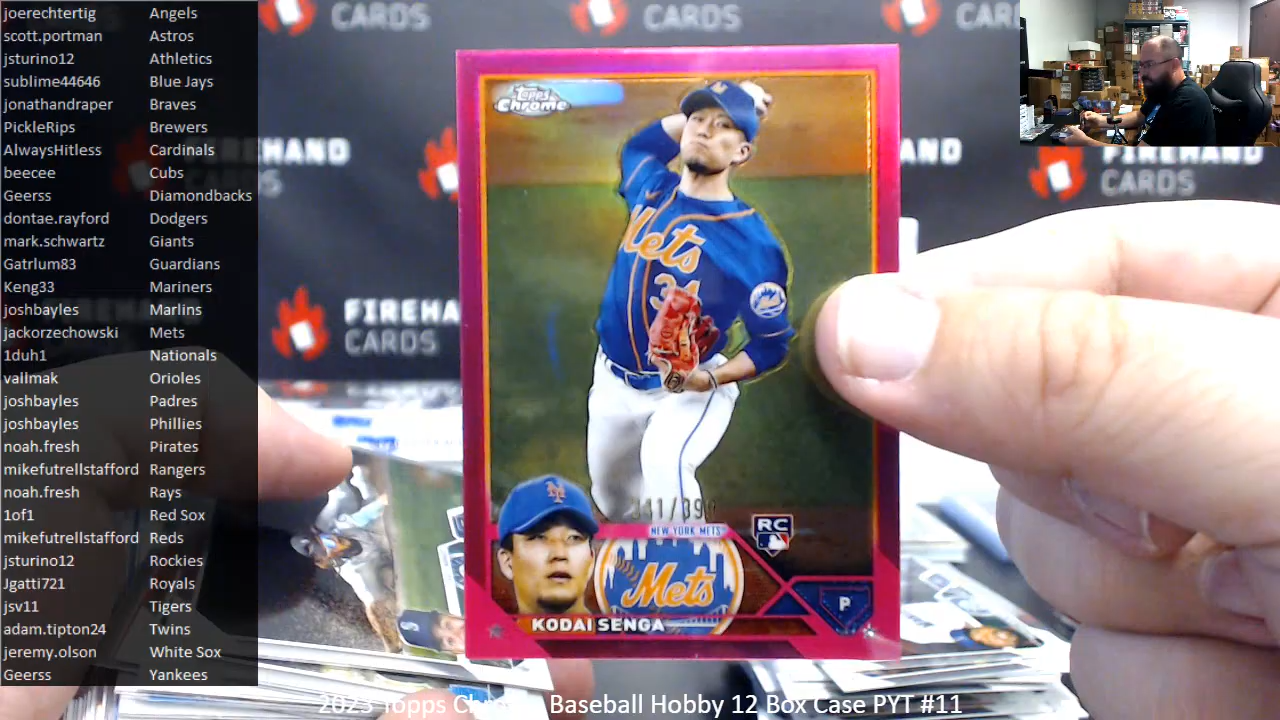 joerechtertig Angels
scott.portman Astros
jsturino12 Athletics
sublime44646 Blue Jays
jonathandraper Braves
PickleRips Brewers
AlwaysHitless Cardinals
beecee Cubs
Geerss Diamondbacks
dontae.rayford Dodgers
mark.schwartz Giants
Gatrlum83 Guardians
Keng33 Mariners
joshbayles Marlins
jackorzechowski Mets
1duh1 Nationals
vallmak Orioles
joshbayles Padres
joshbayles Phillies
noah.fresh Pirates
mikefutrellstafford Rangers
noah.fresh Rays
1of1 Red Sox
mikefutrellstafford Reds
jsturino12 Rockies
Jgatti721 Royals
jsv11 Tigers
adam.tipton24 Twins
jeremy.olson White Sox
Geerss Yankees
CARDS
CARDS
CARDS
FIREHAND
CARDS
CARDS
Topps
Chrome
Mets
34
NEW YORK METS
RC
Mets
P
KODAI SENGA
2023 Topps Chrome Baseball Hobby 12 Box Case PYT #11